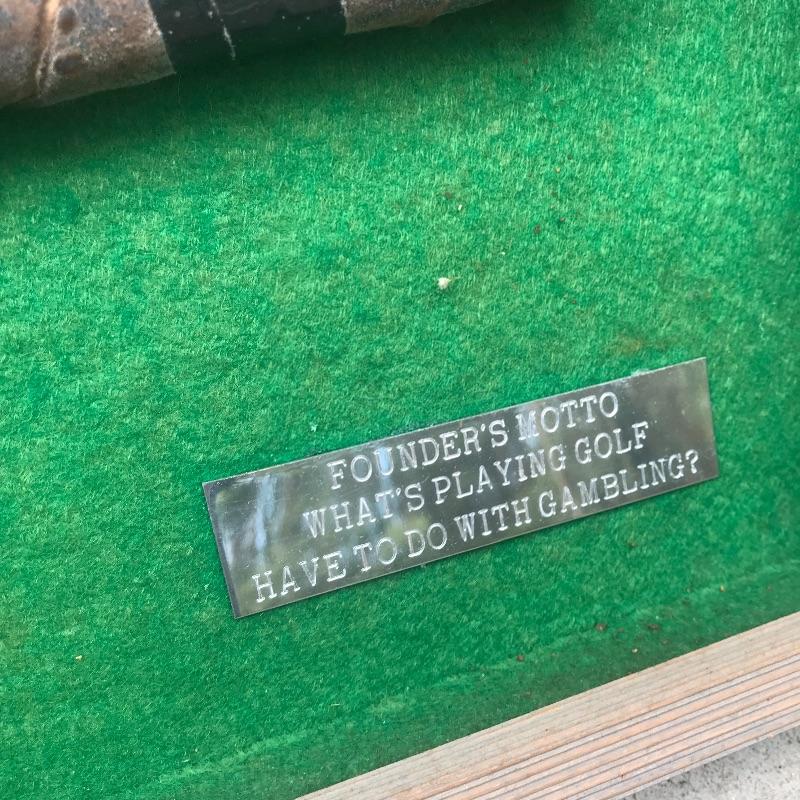 FOUNDER'S MOTTO
WHAT'S PLAYING GOLF
HAVE TO DO WITH GAMBLING?